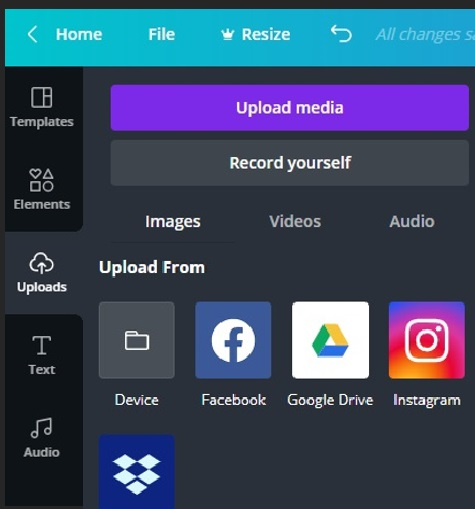 Home File Resize All changes sa
Templates
Elements
Uploads
Text
Audio
Upload media
Record yourself
Images Videos Audio
Upload From
Device Facebook Google Drive Instagram